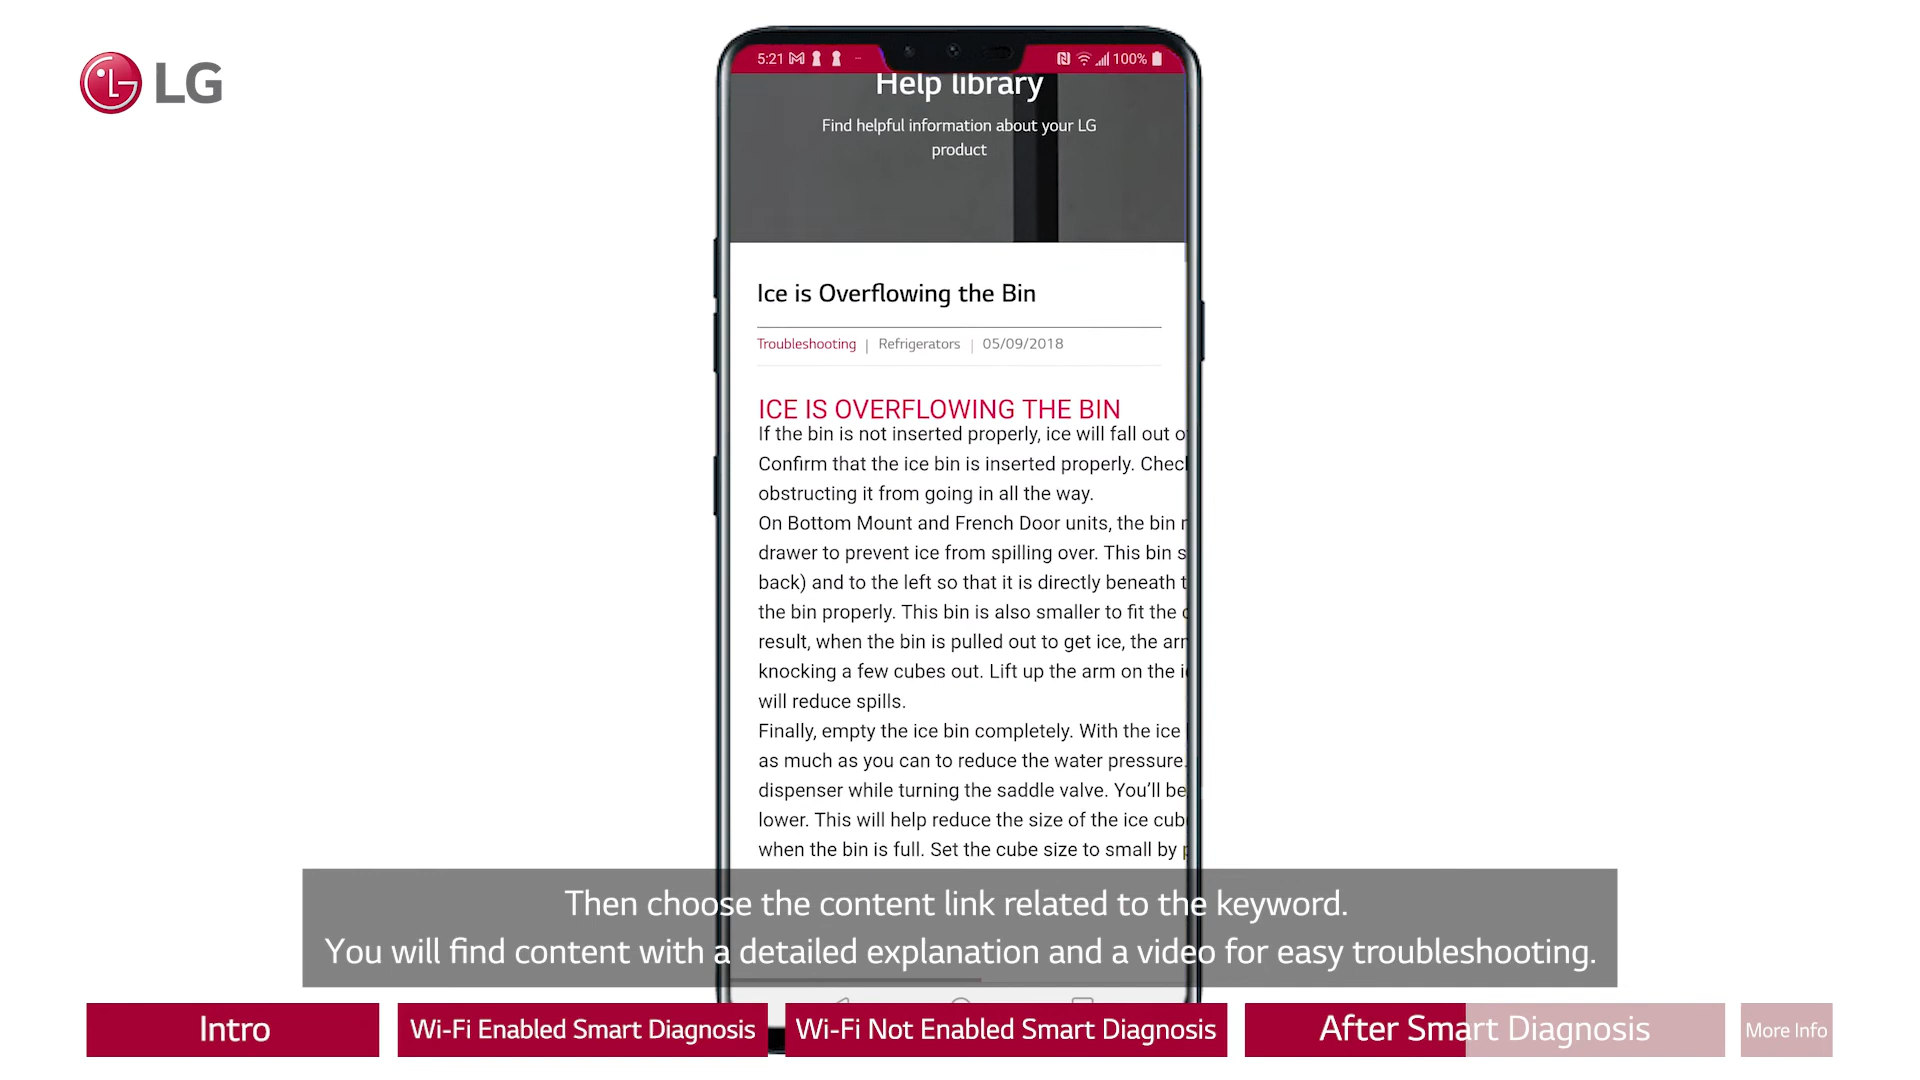 LG
5:21
100%
Help library
Find helpful information about your LG
product
Ice is Overflowing the Bin
Troubleshooting | Refrigerators | 05/09/2018
ICE IS OVERFLOWING THE BIN
If the bin is not inserted properly, ice will fall out
Confirm that the ice bin is inserted properly.
obstructing it from going in all the way.
On Bottom Mount and French Door units, the bin
drawer to prevent ice from spilling over. This bin
back) and to the left so that it is directly beneath
the bin properly. This bin is also smaller to fit the
result, when the bin is pulled out to get ice, the
knocking a few cubes out. Lift up the arm on the
will reduce spills.
Finally, empty the ice bin completely. With the ice
as much as you can to reduce the water pressure.
dispenser while turning the saddle valve. You'll be
lower. This will help reduce the size of the ice
when the bin is full. Set the cube size to small by
Then choose the content link related to the keyword.
You will find content with a detailed explanation and a video for easy troubleshooting.
Intro
Wi-Fi Enabled Smart Diagnosis
Wi-Fi Not Enabled Smart Diagnosis
After Smart Diagnosis
More Info